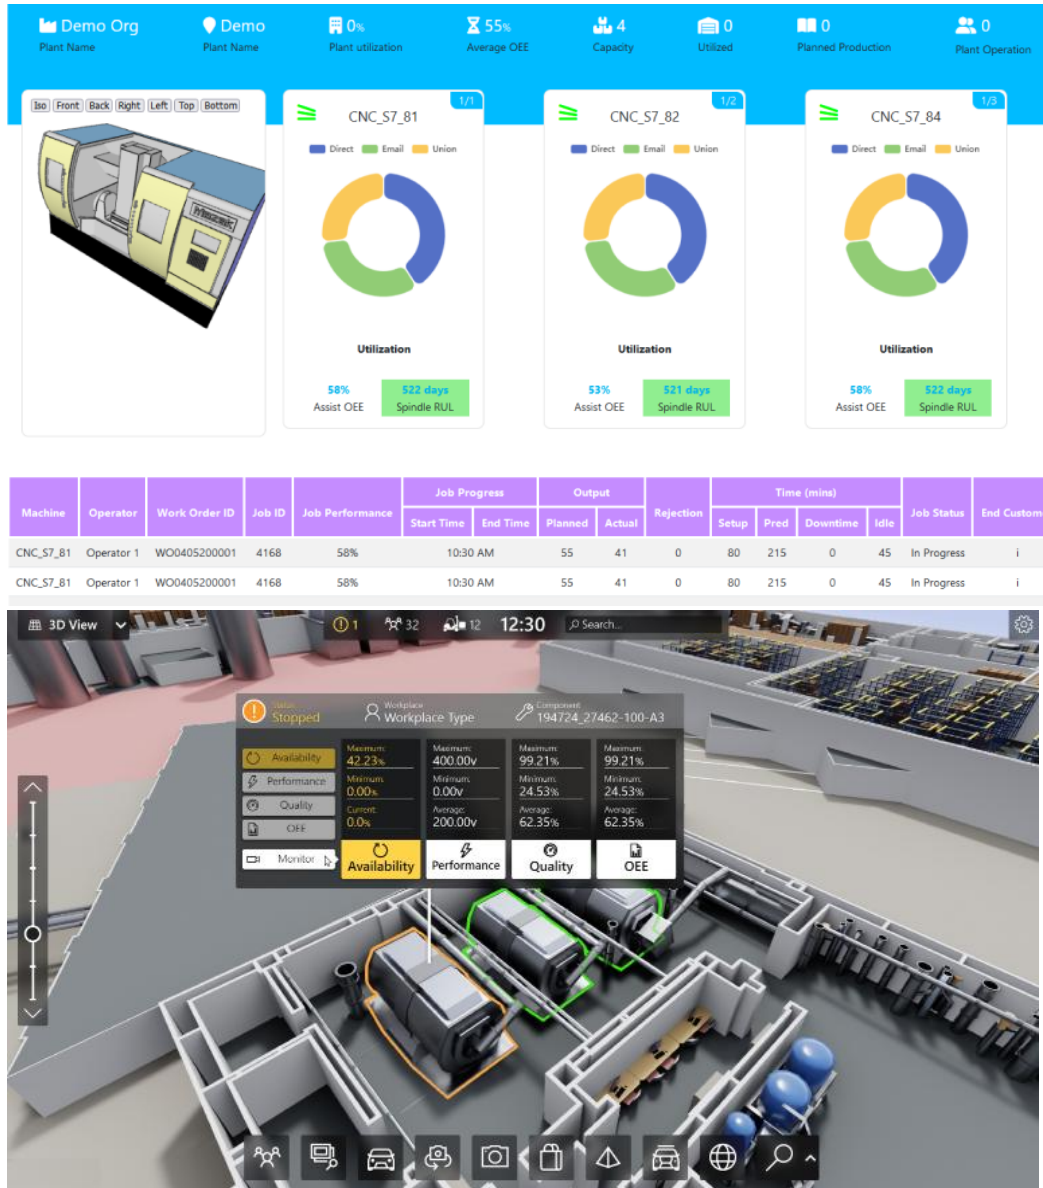 Demo Org Demo 0% 55% 4 0 0 0
Plant Name Plant Name Plant utilization Average OEE Capacity Utilized Planned Production Plant Operation
Iso Front Back Right Left Top Bottom
Mazak
1/1
CNC_S7_81
Direct Email Union
Utilization
58% 522 days
Assist OEE Spindle RUL
1/2
CNC_S7_82
Direct Email Union
Utilization
53% 521 days
Assist OEE Spindle RUL
1/3
CNC_S7_84
Direct Email Union
Utilization
58% 522 days
Assist OEE Spindle RUL
Job Progress Output Time (mins)
Machine Operator Work Order ID Job ID Job Performance Rejection Job Status End Custom
Start Time End Time Planned Actual Setup Pred Downtime Idle
CNC_S7_81 Operator 1 WO0405200001 4168 58% 10:30 AM 55 41 0 80 215 0 45 In Progress i
CNC_S7_81 Operator 1 WO0405200001 4168 58% 10:30 AM 55 41 0 80 215 0 45 In Progress i
3D View 1 32 12 12:30 Search...
Status Workplace Component
Stopped Workplace Type 194724_27462-100-A3
Availability
Performance
Quality
OEE
Monitor
Maximum:
42.23%
Minimum:
0.00%
Current:
0.0%
Availability
Maximum:
400.00v
Minimum:
0.00v
Average:
200.00v
Performance
Maximum:
99.21%
Minimum:
24.53%
Average:
62.35%
Quality
Maximum:
99.21%
Minimum:
24.53%
Average:
62.35%
OEE